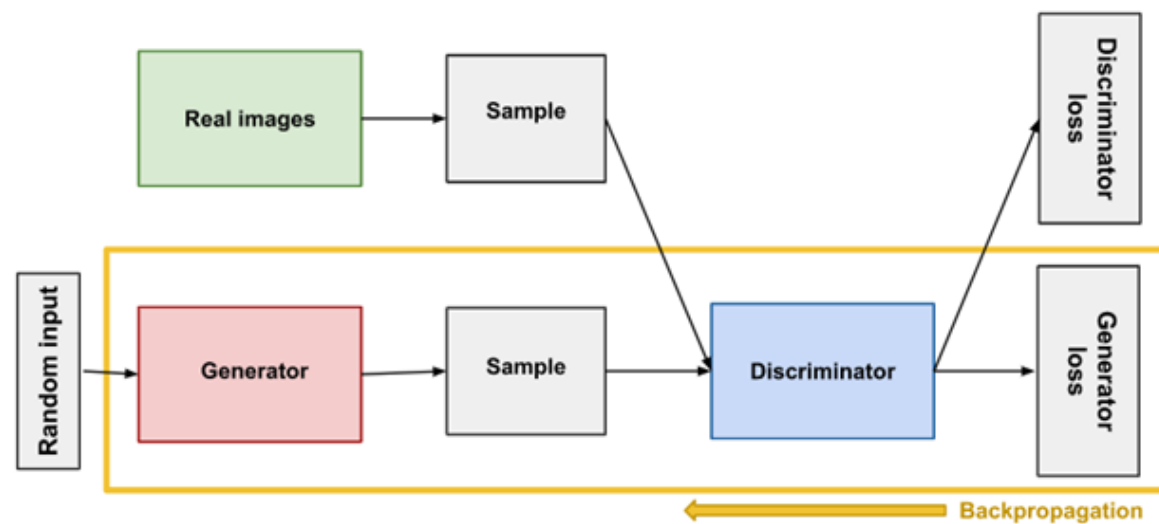 Real images
Sample
Discriminator
loss
Random input
Generator
Sample
Discriminator
Generator
loss
Backpropagation